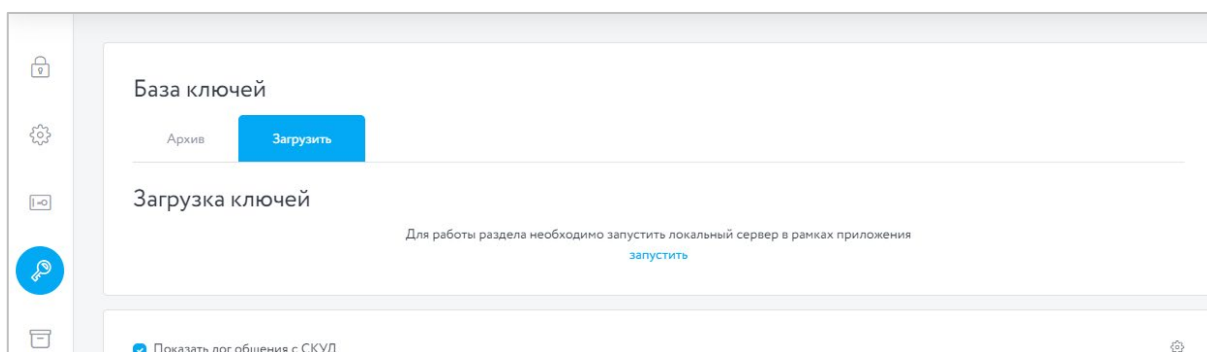 База ключей
Архив
Загрузить
Загрузка ключей
Для работы раздела необходимо запустить локальный сервер в рамках приложения
запустить
Показать лог общения с СКУД